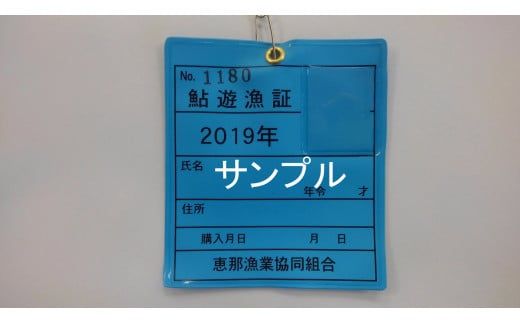 No. 1180
鮎遊漁証
2019年
氏名
サンプル
年令 才
住所
購入月日 月 日
恵那漁業協同組合